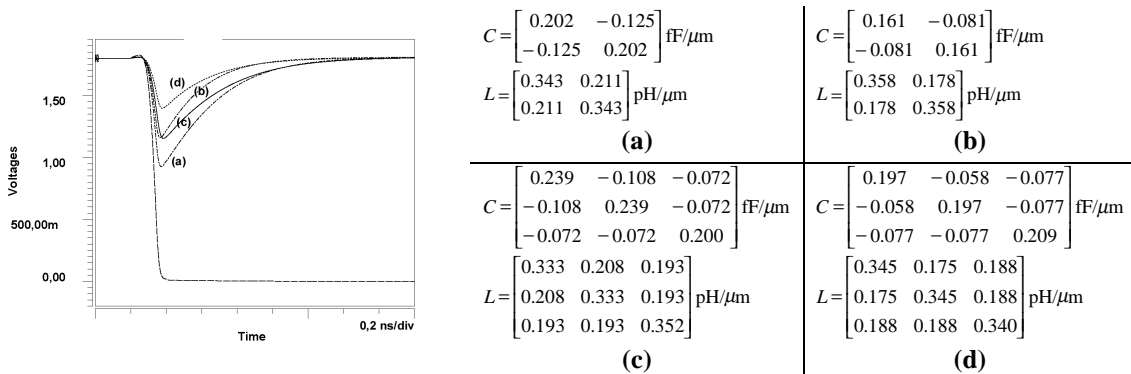 Voltages
1,50
1,00
500,00m
0,00
(d)
(b)
(c)
(a)
0,2 ns/div
Time
C = [0.202 −0.125
−0.125 0.202] fF/μm
L = [0.343 0.211
0.211 0.343] pH/μm
(a)
C = [0.161 −0.081
−0.081 0.161] fF/μm
L = [0.358 0.178
0.178 0.358] pH/μm
(b)
C = [0.239 −0.108 −0.072
−0.108 0.239 −0.072
−0.072 −0.072 0.200] fF/μm
L = [0.333 0.208 0.193
0.208 0.333 0.193
0.193 0.193 0.352] pH/μm
(c)
C = [0.197 −0.058 −0.077
−0.058 0.197 −0.077
−0.077 −0.077 0.209] fF/μm
L = [0.345 0.175 0.188
0.175 0.345 0.188
0.188 0.188 0.340] pH/μm
(d)